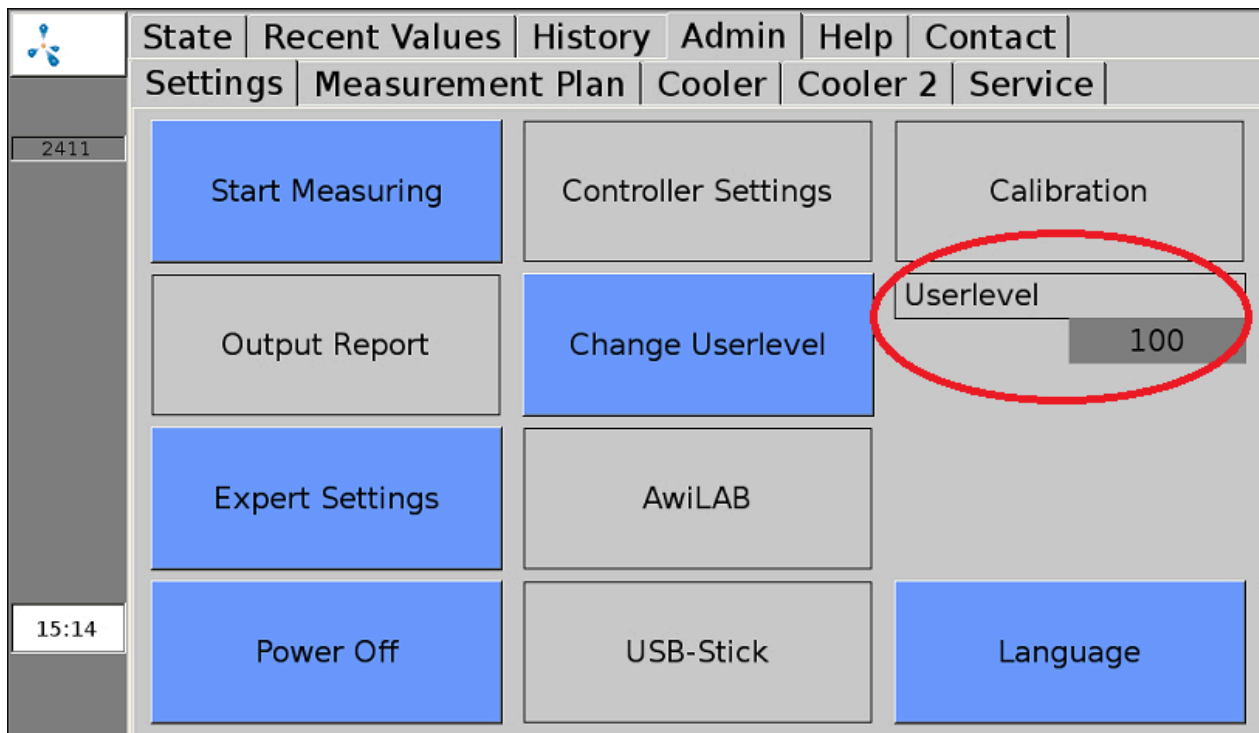 State Recent Values History Admin Help Contact
Settings Measurement Plan Cooler Cooler 2 Service
2411
Start Measuring Controller Settings Calibration
Userlevel
100
Output Report Change Userlevel
Expert Settings AwiLAB
15:14
Power Off USB-Stick Language